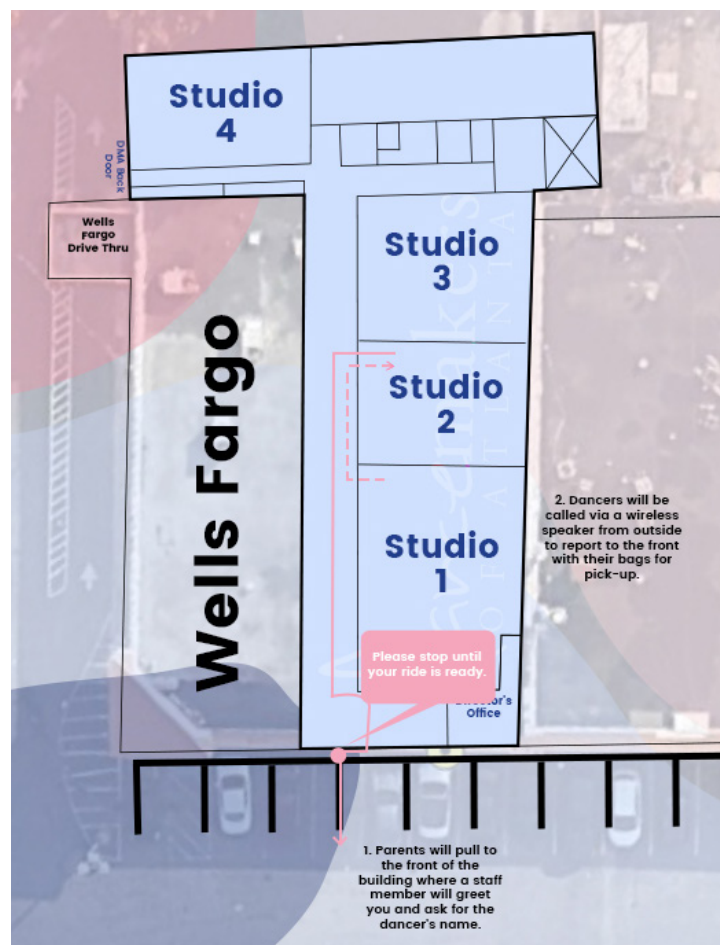 Studio
4
DMA Back
Door
Wells
Fargo
Drive Thru
Studio
3
Wells Fargo
Studio
2
2. Dancers will be
called via a wireless
speaker from outside
to report to the front
with their bags for
pick-up.
Studio
1
Please stop until
your ride is ready.
Office
1. Parents will pull to
the front of the
building where a staff
member will greet
you and ask for the
dancer's name.